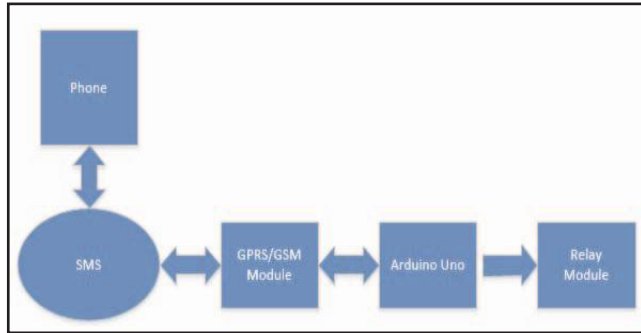 Phone
SMS
GPRS/GSM
Module
Arduino Uno
Relay
Module